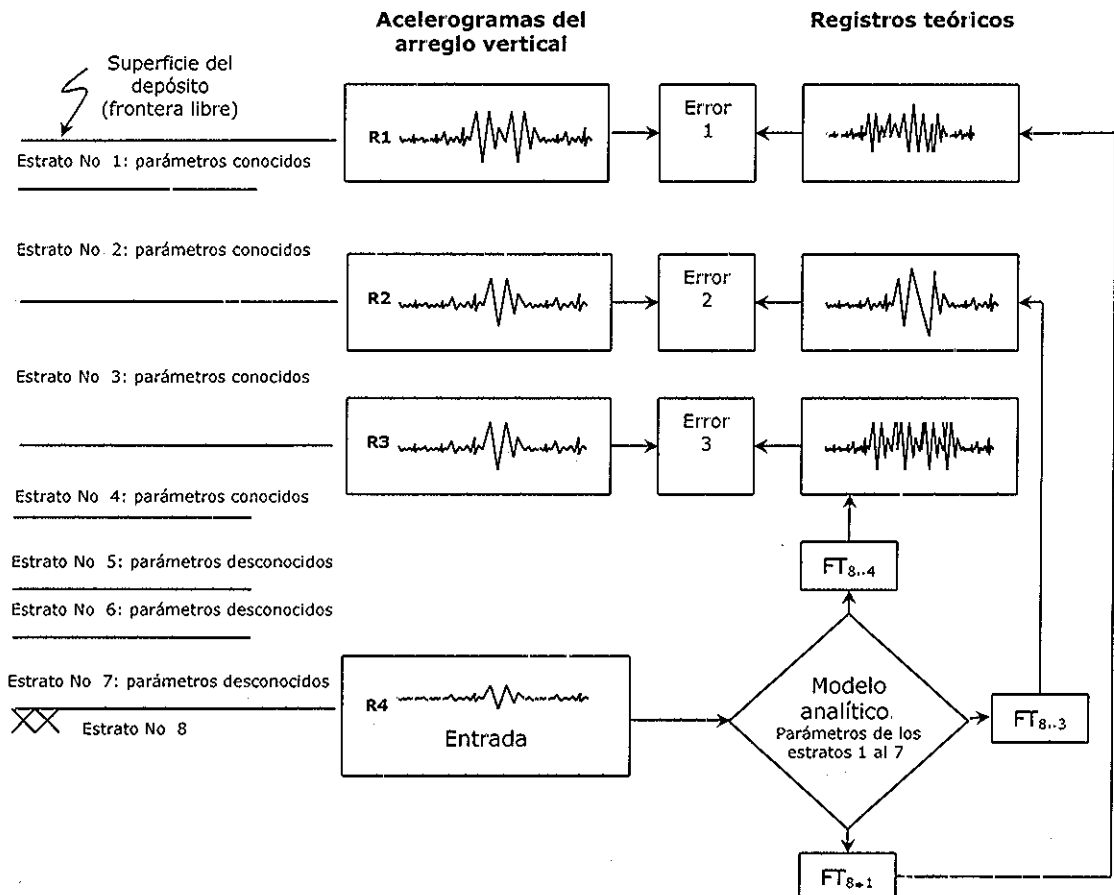 Acelerogramas del
arreglo vertical
Registros teóricos
Superficie del
depósito
(frontera libre)
R1
Error
1
Estrato No 1: parámetros conocidos
Estrato No 2: parámetros conocidos
R2
Error
2
Estrato No 3: parámetros conocidos
R3
Error
3
Estrato No 4: parámetros conocidos
Estrato No 5: parámetros desconocidos
FT8..4
Estrato No 6: parámetros desconocidos
Estrato No 7: parámetros desconocidos
Estrato No 8
R4
Entrada
Modelo
analítico.
Parámetros de los
estratos 1 al 7
FT8..3
FT8→1